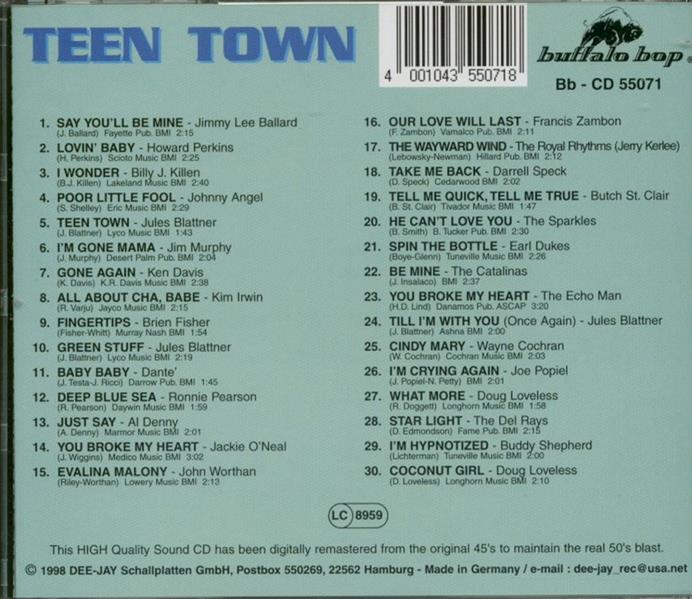 TEEN TOWN
buffalo bop ®
4 001043 550718
Bb - CD 55071
1. SAY YOU'LL BE MINE - Jimmy Lee Ballard
(J. Ballard) Fayette Pub. BMI 2:15
2. LOVIN' BABY - Howard Perkins
(H. Perkins) Scioto Music BMI 2:25
3. I WONDER - Billy J. Killen
(B.J. Killen) Lakeland Music BMI 2:40
4. POOR LITTLE FOOL - Johnny Angel
(S. Shelley) Eric Music BMI 2:29
5. TEEN TOWN - Jules Blattner
(J. Blattner) Lyco Music BMI 1:43
6. I'M GONE MAMA - Jim Murphy
(J. Murphy) Desert Palm Pub. BMI 2:04
7. GONE AGAIN - Ken Davis
(K. Davis) K.R. Davis Music BMI 2:38
8. ALL ABOUT CHA, BABE - Kim Irwin
(R. Varju) Jayco Music BMI 2:15
9. FINGERTIPS - Brien Fisher
(Fisher-Whitt) Murray Nash BMI 1:54
10. GREEN STUFF - Jules Blattner
(J. Blattner) Lyco Music BMI 2:19
11. BABY BABY - Dante'
(J. Testa-J. Ricci) Darrow Pub. BMI 1:45
12. DEEP BLUE SEA - Ronnie Pearson
(R. Pearson) Daywin Music BMI 1:59
13. JUST SAY - Al Denny
(A. Denny) Marmor Music BMI 2:01
14. YOU BROKE MY HEART - Jackie O'Neal
(J. Wiggins) Medico Music BMI 3:02
15. EVALINA MALONY - John Worthan
(Riley-Worthan) Lowery Music BMI 2:13
16. OUR LOVE WILL LAST - Francis Zambon
(F. Zambon) Vamalco Pub. BMI 2:11
17. THE WAYWARD WIND - The Royal Rhythms (Jerry Kerlee)
(Lebowsky-Newman) Hillard Pub. BMI 2:12
18. TAKE ME BACK - Darrell Speck
(D. Speck) Cedarwood BMI 2:02
19. TELL ME QUICK, TELL ME TRUE - Butch St. Clair
(B. St. Clair) Tivador Music BMI 1:47
20. HE CAN'T LOVE YOU - The Sparkles
(B. Smith) B. Tucker Pub. BMI 2:30
21. SPIN THE BOTTLE - Earl Dukes
(Boye-Glenn) Tuneville Music BMI 2:26
22. BE MINE - The Catalinas
(J. Insalaco) BMI 2:37
23. YOU BROKE MY HEART - The Echo Man
(H.D. Lind) Danamos Pub. ASCAP 3:20
24. TILL I'M WITH YOU (Once Again) - Jules Blattner
(J. Blattner) Ashna BMI 2:00
25. CINDY MARY - Wayne Cochran
(W. Cochran) Cochran Music BMI 2:03
26. I'M CRYING AGAIN - Joe Popiel
(J. Popiel-N. Petty) BMI 2:01
27. WHAT MORE - Doug Loveless
(R. Doggett) Longhorn Music BMI 1:58
28. STAR LIGHT - The Del Rays
(D. Edmondson) Fame Pub. BMI 2:15
29. I'M HYPNOTIZED - Buddy Shepherd
(Lichterman) Tuneville Music BMI 2:00
30. COCONUT GIRL - Doug Loveless
(D. Loveless) Longhorn Music BMI 2:10
LC 8959
This HIGH Quality Sound CD has been digitally remastered from the original 45's to maintain the real 50's blast.
© 1998 DEE-JAY Schallplatten GmbH, Postbox 550269, 22562 Hamburg - Made in Germany / e-mail : dee-jay_rec@usa.net